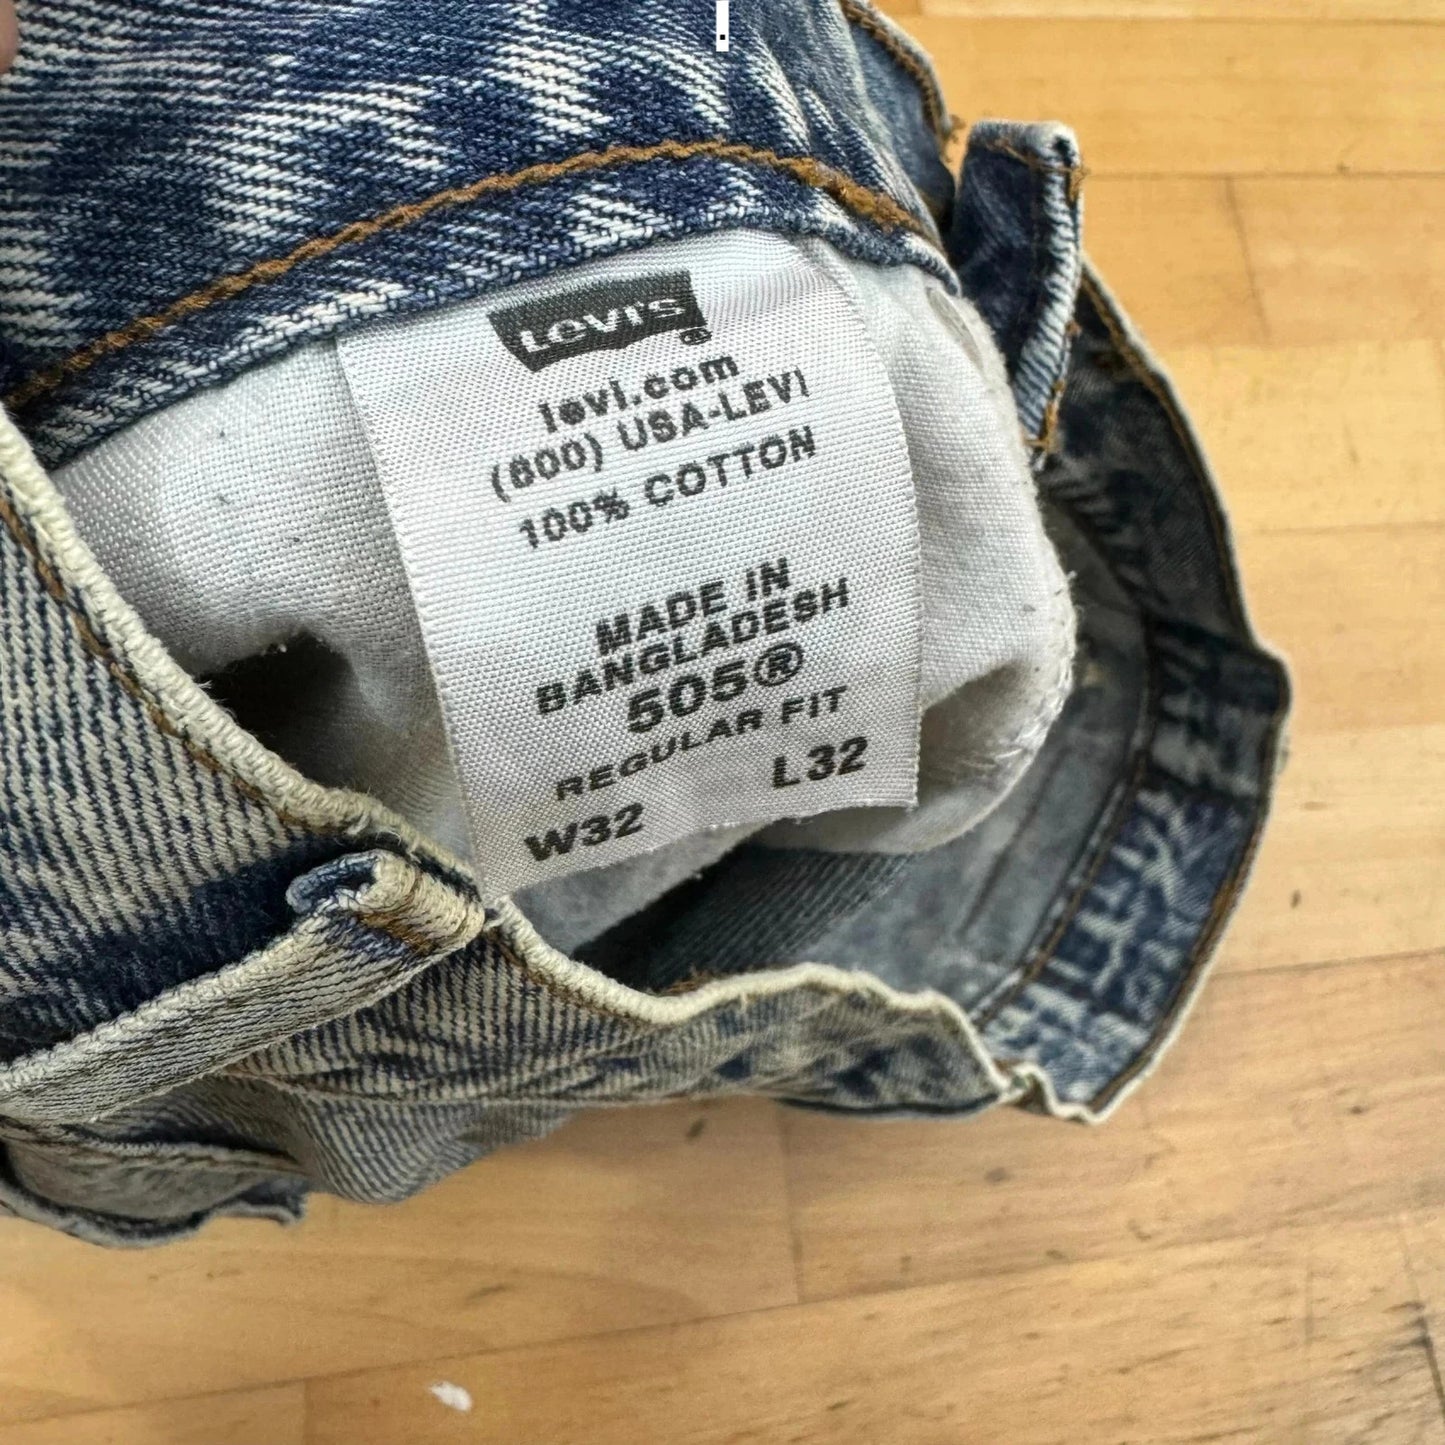 .
Levi's®
levi.com
(800) USA-LEVI
100% COTTON
MADE IN
BANGLADESH
505®
REGULAR FIT
W32 L32